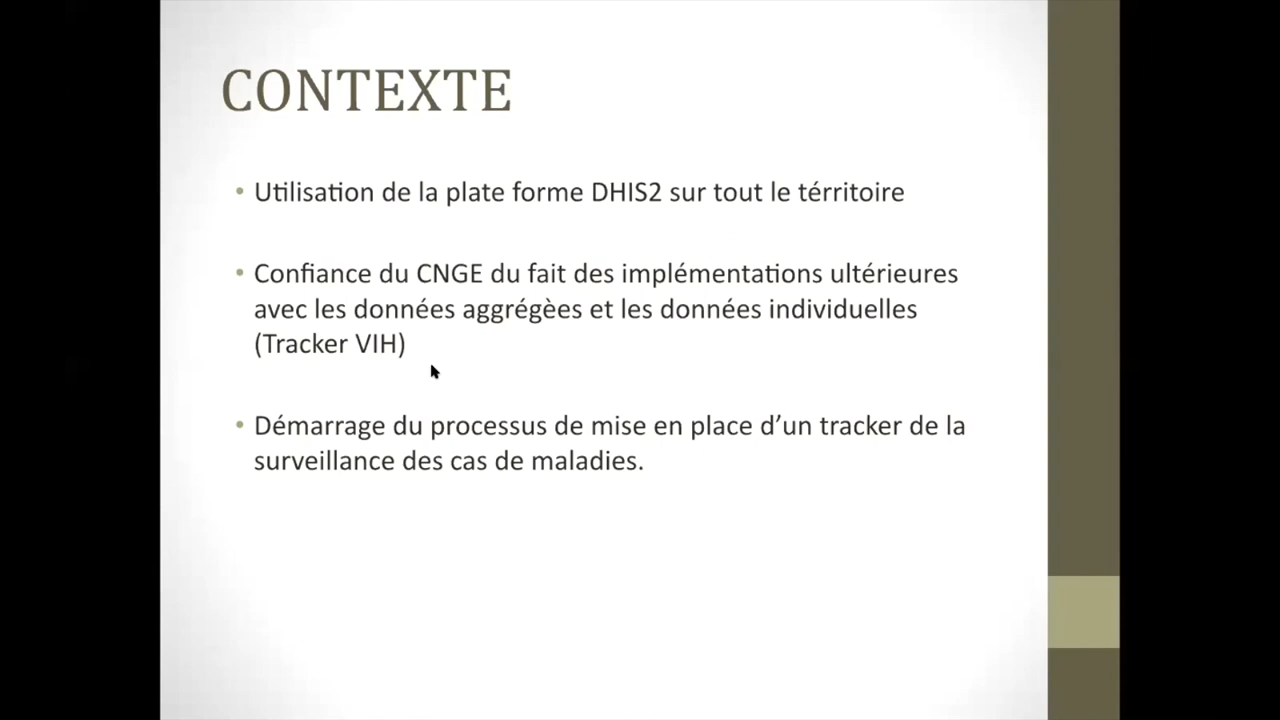 CONTEXTE
• Utilisation de la plate forme DHIS2 sur tout le térritoire
• Confiance du CNGE du fait des implémentations ultérieures
avec les données aggrégèes et les données individuelles
(Tracker VIH)
• Démarrage du processus de mise en place d’un tracker de la
surveillance des cas de maladies.